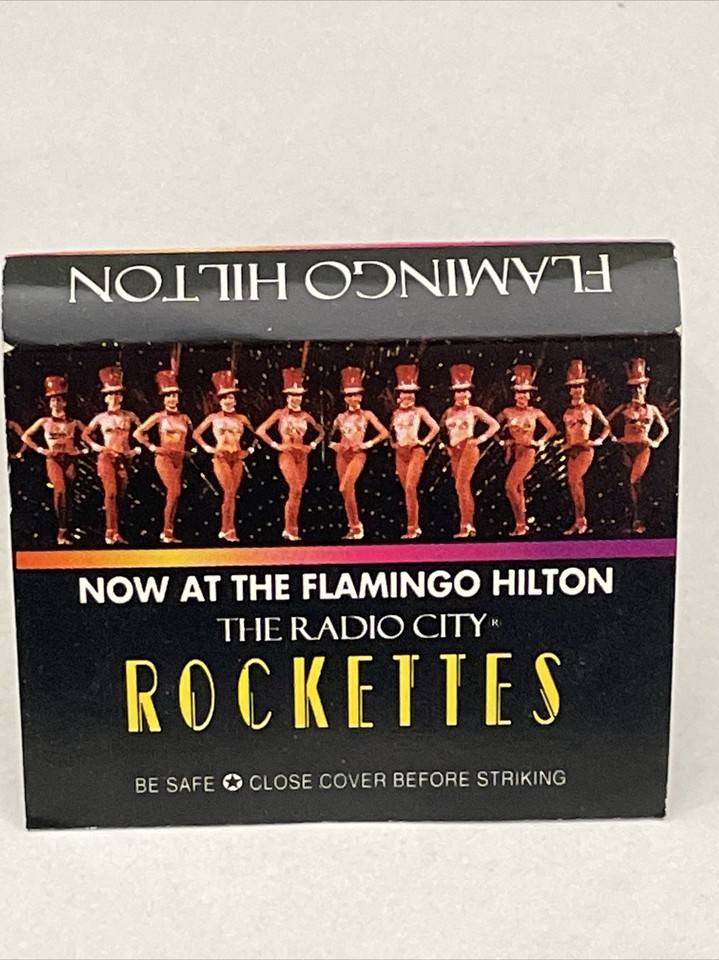 FLAMINGO HILTON
NOW AT THE FLAMINGO HILTON
THE RADIO CITY®
ROCKETTES
BE SAFE ✪ CLOSE COVER BEFORE STRIKING